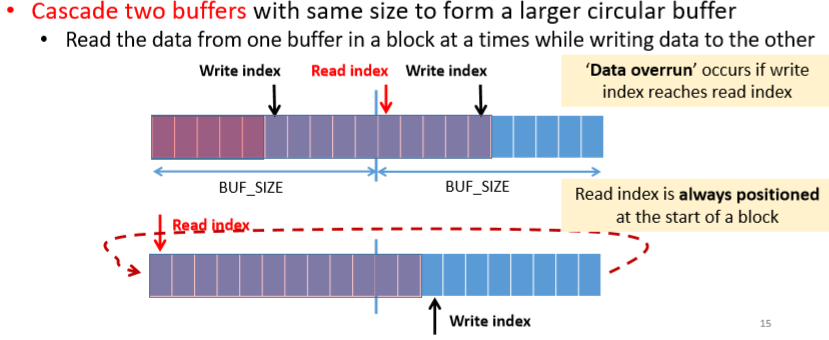 • Cascade two buffers with same size to form a larger circular buffer
• Read the data from one buffer in a block at a times while writing data to the other
Write index
Read index
Write index
'Data overrun' occurs if write
index reaches read index
BUF_SIZE
BUF_SIZE
Read index is always positioned
at the start of a block
Read index
Write index
15